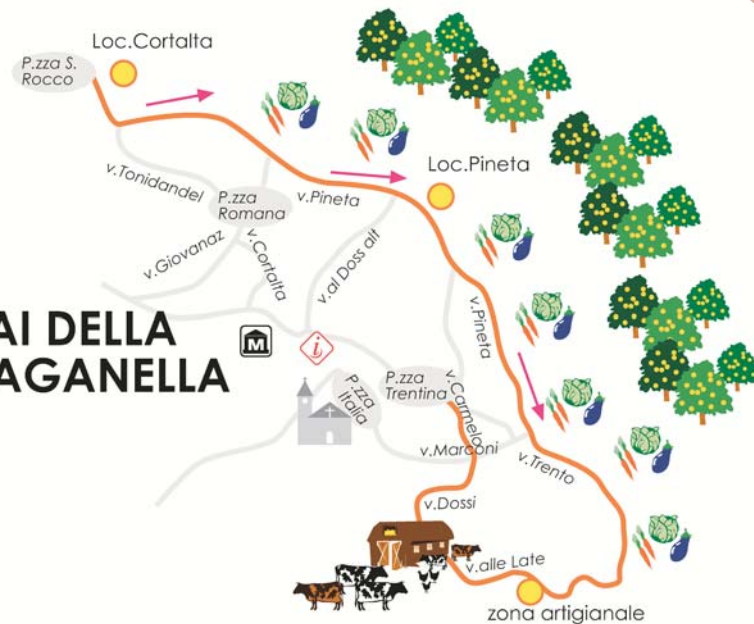 Loc.Cortalta
P.zza S.
Rocco
Loc.Pineta
v.Tonidandel
P.zza
Romana
v.Pineta
v.Giovanaz
v.Cortalta
v.al Doss alt
AI DELLA
AGANELLA
M
i
v.Pineta
P.zza
Italia
P.zza
Trentina
v.Carmelo
v.Marconi
v.Trento
v.Dossi
v.alle Late
zona artigianale